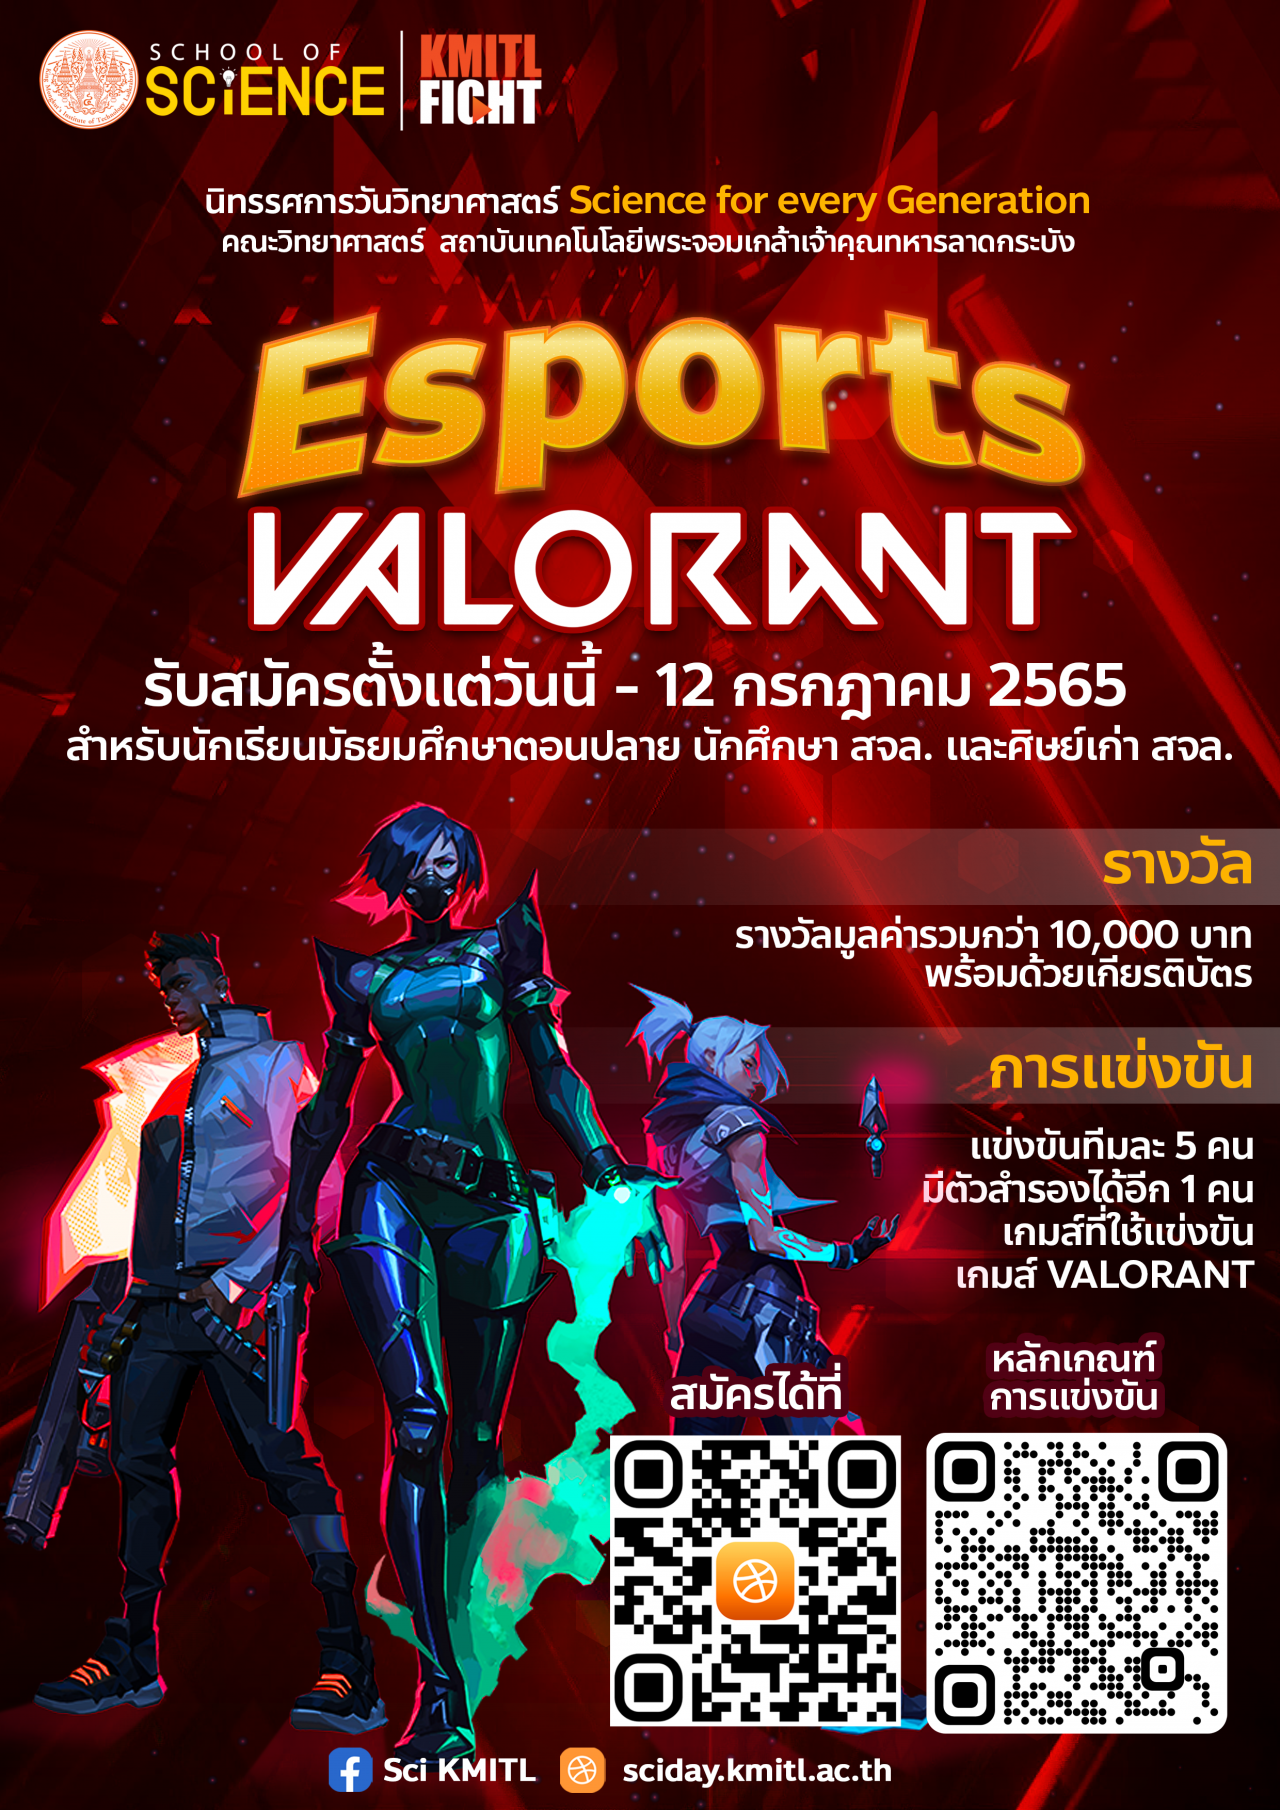 SCHOOL OF
SCIENCE
KMITL
FIGHT
นิทรรศการวันวิทยาศาสตร์ Science for every Generation
คณะวิทยาศาสตร์ สถาบันเทคโนโลยีพระจอมเกล้าเจ้าคุณทหารลาดกระบัง
Esports
VALORANT
รับสมัครตั้งแต่วันนี้ - 12 กรกฎาคม 2565
สำหรับนักเรียนมัธยมศึกษาตอนปลาย นักศึกษา สจล. และศิษย์เก่า สจล.
รางวัล
รางวัลมูลค่ารวมกว่า 10,000 บาท
พร้อมด้วยเกียรติบัตร
การแข่งขัน
แข่งขันทีมละ 5 คน
มีตัวสำรองได้อีก 1 คน
เกมส์ที่ใช้แข่งขัน
เกมส์ VALORANT
สมัครได้ที่
หลักเกณฑ์
การแข่งขัน
Sci KMITL
sciday.kmitl.ac.th